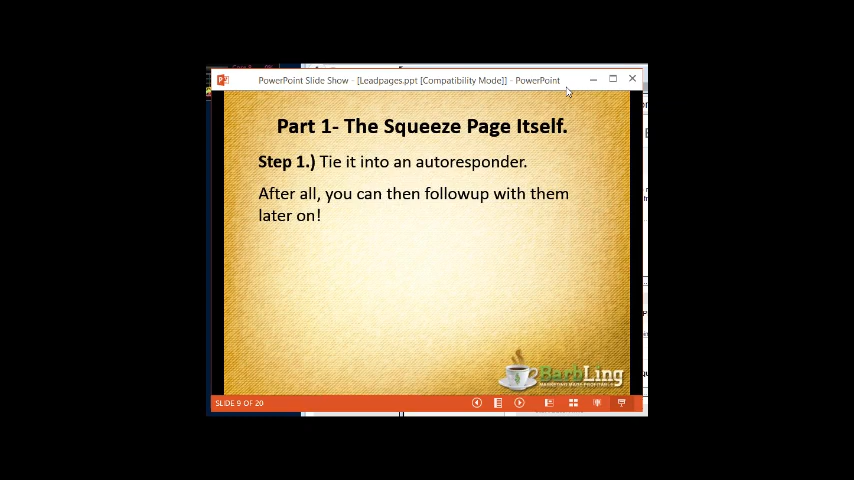 PowerPoint Slide Show - [Leadpages.ppt [Compatibility Mode]] - PowerPoint
Part 1- The Squeeze Page Itself.
Step 1.) Tie it into an autoresponder.
After all, you can then followup with them
later on!
BarbLing
MARKETING MADE PROFITABLE
SLIDE 9 OF 20